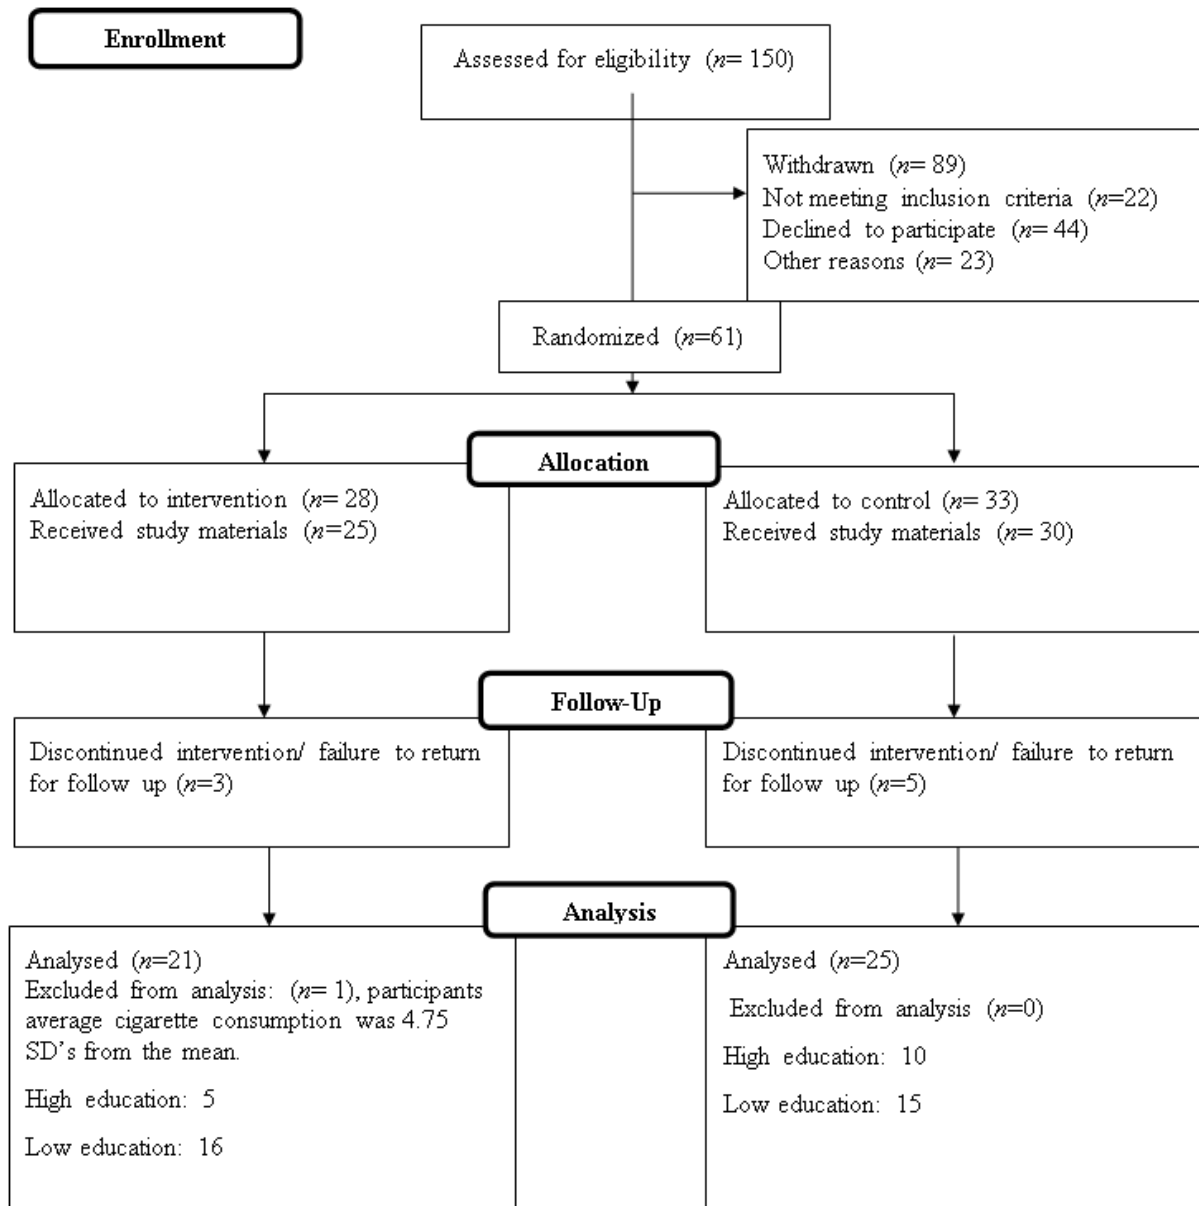 Enrollment
Assessed for eligibility (n= 150)
Withdrawn (n= 89)
Not meeting inclusion criteria (n=22)
Declined to participate (n= 44)
Other reasons (n= 23)
Randomized (n=61)
Allocation
Allocated to intervention (n= 28)
Received study materials (n=25)
Allocated to control (n= 33)
Received study materials (n= 30)
Follow-Up
Discontinued intervention/ failure to return
for follow up (n=3)
Discontinued intervention/ failure to return
for follow up (n=5)
Analysis
Analysed (n=21)
Excluded from analysis: (n= 1), participants
average cigarette consumption was 4.75
SD’s from the mean.
High education: 5
Low education: 16
Analysed (n=25)
Excluded from analysis (n=0)
High education: 10
Low education: 15